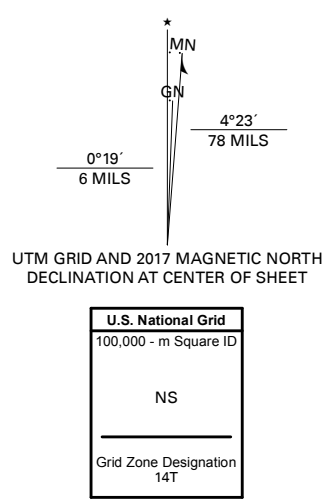 ★
MN
GN
4°23´
78 MILS
0°19´
6 MILS
UTM GRID AND 2017 MAGNETIC NORTH
DECLINATION AT CENTER OF SHEET
U.S. National Grid
100,000 - m Square ID
NS
Grid Zone Designation
14T